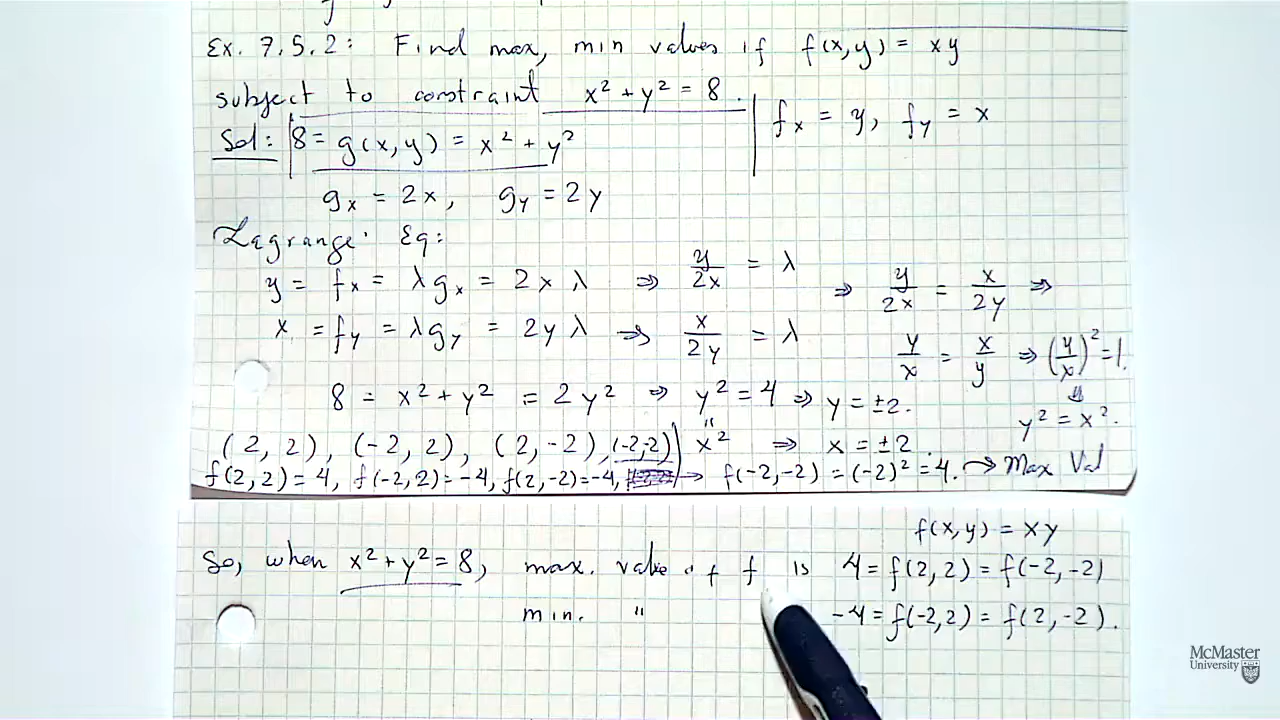 Ex. 7.5.2: Find max, min values if f(x,y) = xy
subject to constraint x² + y² = 8.
fx = y, fy = x
Sol: 8 = g(x,y) = x² + y²
gx = 2x, gy = 2y
Lagrange. Eq:
y = fx = λgx = 2xλ ⇒ y/2x = λ
x = fy = λgy = 2yλ ⇒ x/2y = λ
⇒ y/2x = x/2y ⇒
y/x = x/y ⇒ (y/x)² = 1.
⇓
y² = x².
8 = x² + y² = 2y² ⇒ y² = 4 ⇒ y = ±2.
" x² ⇒ x = ±2.
(2, 2), (-2, 2), (2, -2), (-2,-2)
f(2,2) = 4, f(-2,2) = -4, f(2,-2) = -4, → f(-2,-2) = (-2)² = 4. → Max Val
f(x,y) = xy
So, when x² + y² = 8, max. value of f is 4 = f(2,2) = f(-2,-2)
min. " -4 = f(-2,2) = f(2,-2).
McMaster
University